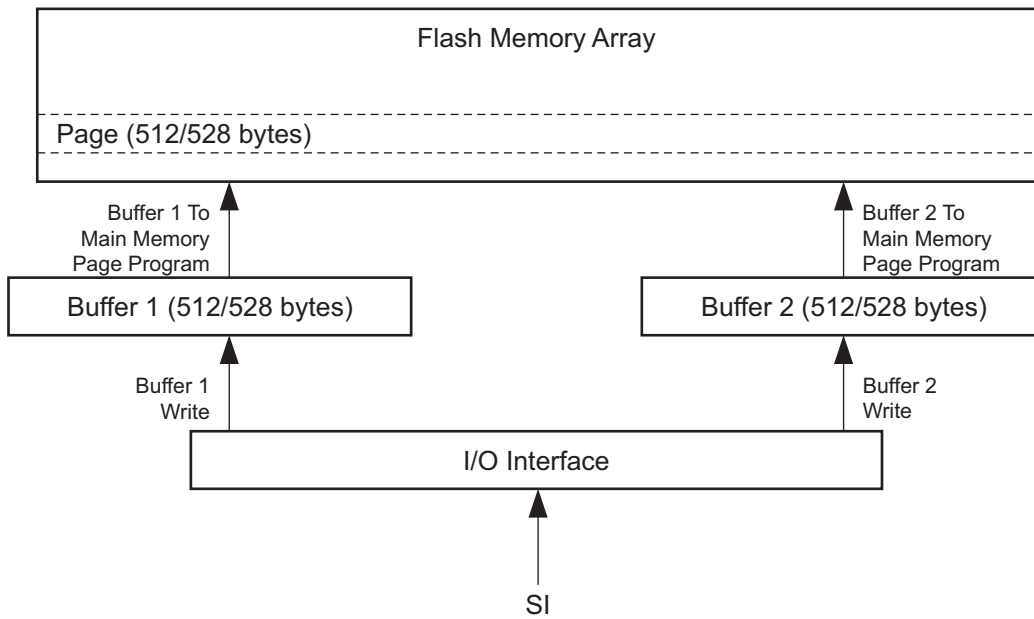 Flash Memory Array
Page (512/528 bytes)
Buffer 1 To
Main Memory
Page Program
Buffer 2 To
Main Memory
Page Program
Buffer 1 (512/528 bytes)
Buffer 2 (512/528 bytes)
Buffer 1
Write
Buffer 2
Write
I/O Interface
SI